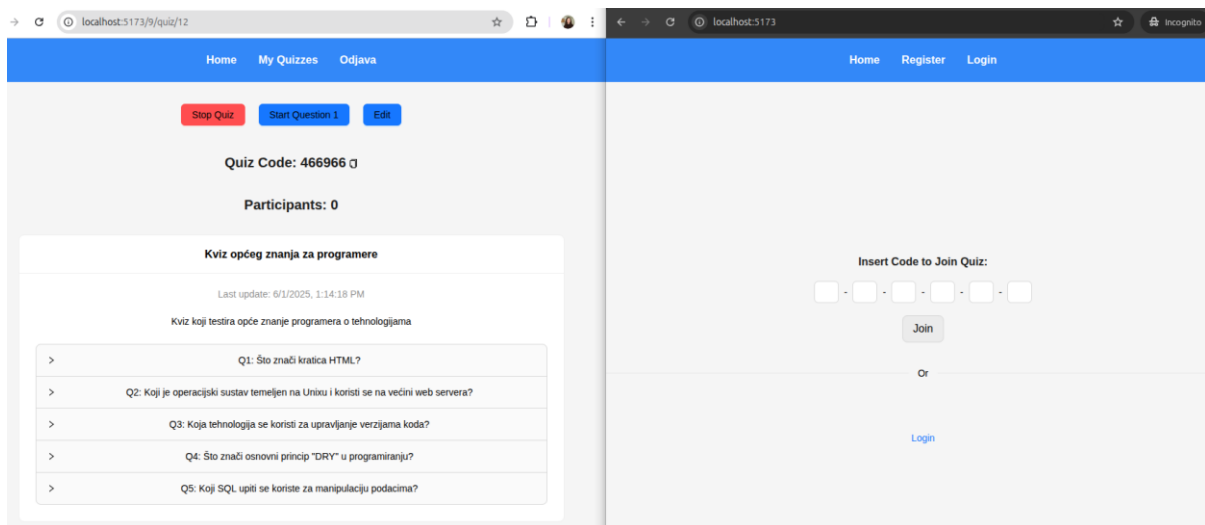 localhost:5173/9/quiz/12
Home My Quizzes Odjava
Stop Quiz Start Question 1 Edit
Quiz Code: 466966
Participants: 0
Kviz općeg znanja za programere
Last update: 6/1/2025, 1:14:18 PM
Kviz koji testira opće znanje programera o tehnologijama
Q1: Što znači kratica HTML?
Q2: Koji je operacijski sustav temeljen na Unixu i koristi se na većini web servera?
Q3: Koja tehnologija se koristi za upravljanje verzijama koda?
Q4: Što znači osnovni princip "DRY" u programiranju?
Q5: Koji SQL upiti se koriste za manipulaciju podacima?
localhost:5173
Incognito
Home Register Login
Insert Code to Join Quiz:
- - - - -
Join
Or
Login